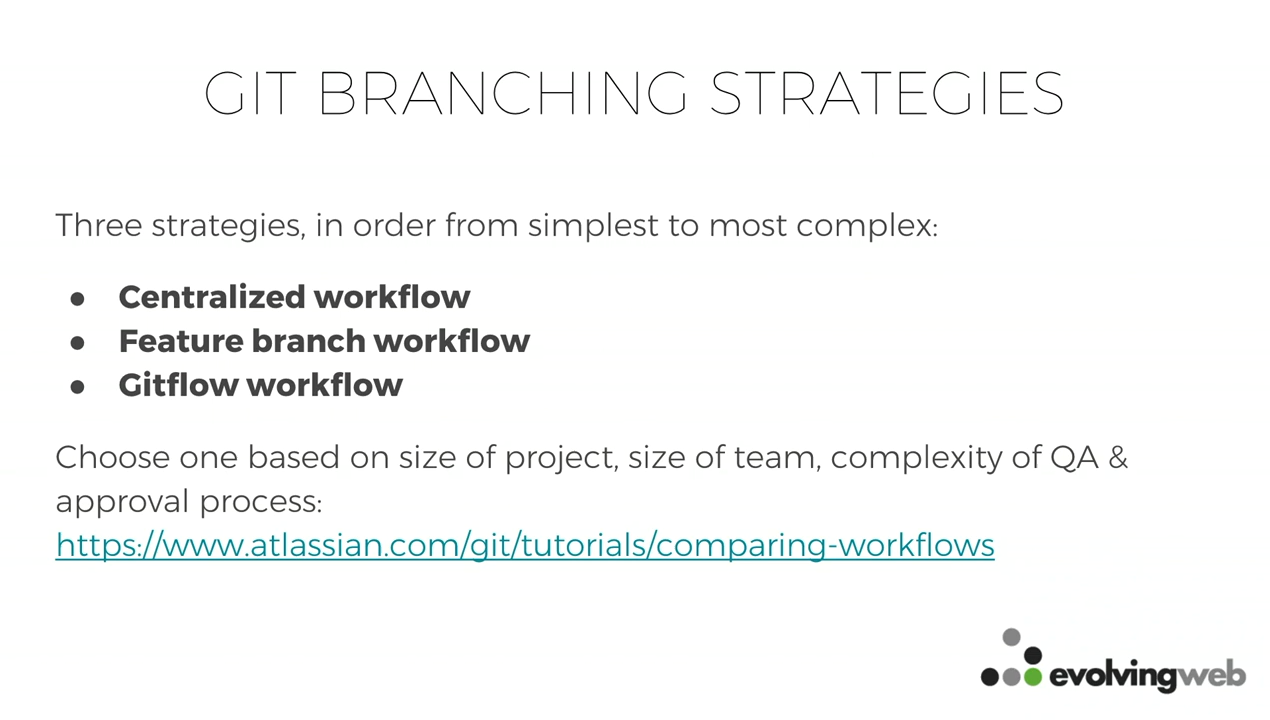 GIT BRANCHING STRATEGIES
Three strategies, in order from simplest to most complex:
● Centralized workflow
● Feature branch workflow
● Gitflow workflow
Choose one based on size of project, size of team, complexity of QA &
approval process:
https://www.atlassian.com/git/tutorials/comparing-workflows
evolvingweb